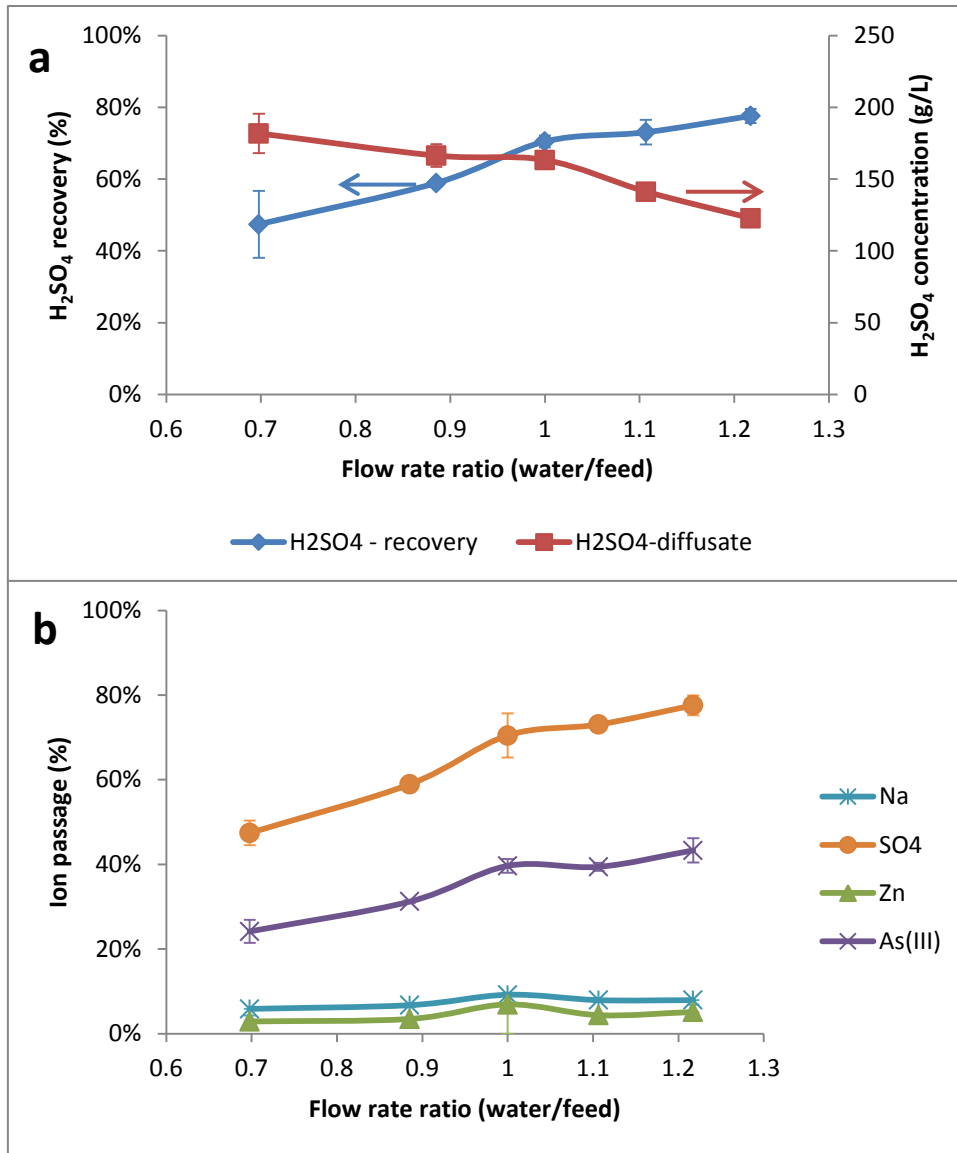 a
100%
80%
60%
40%
20%
0%
H₂SO₄ recovery (%)
250
200
150
100
50
0
H₂SO₄ concentration (g/L)
0.6 0.7 0.8 0.9 1 1.1 1.2 1.3
Flow rate ratio (water/feed)
H2SO4 - recovery H2SO4-diffusate
b
100%
80%
60%
40%
20%
0%
Ion passage (%)
Na
SO4
Zn
As(III)
0.6 0.7 0.8 0.9 1 1.1 1.2 1.3
Flow rate ratio (water/feed)